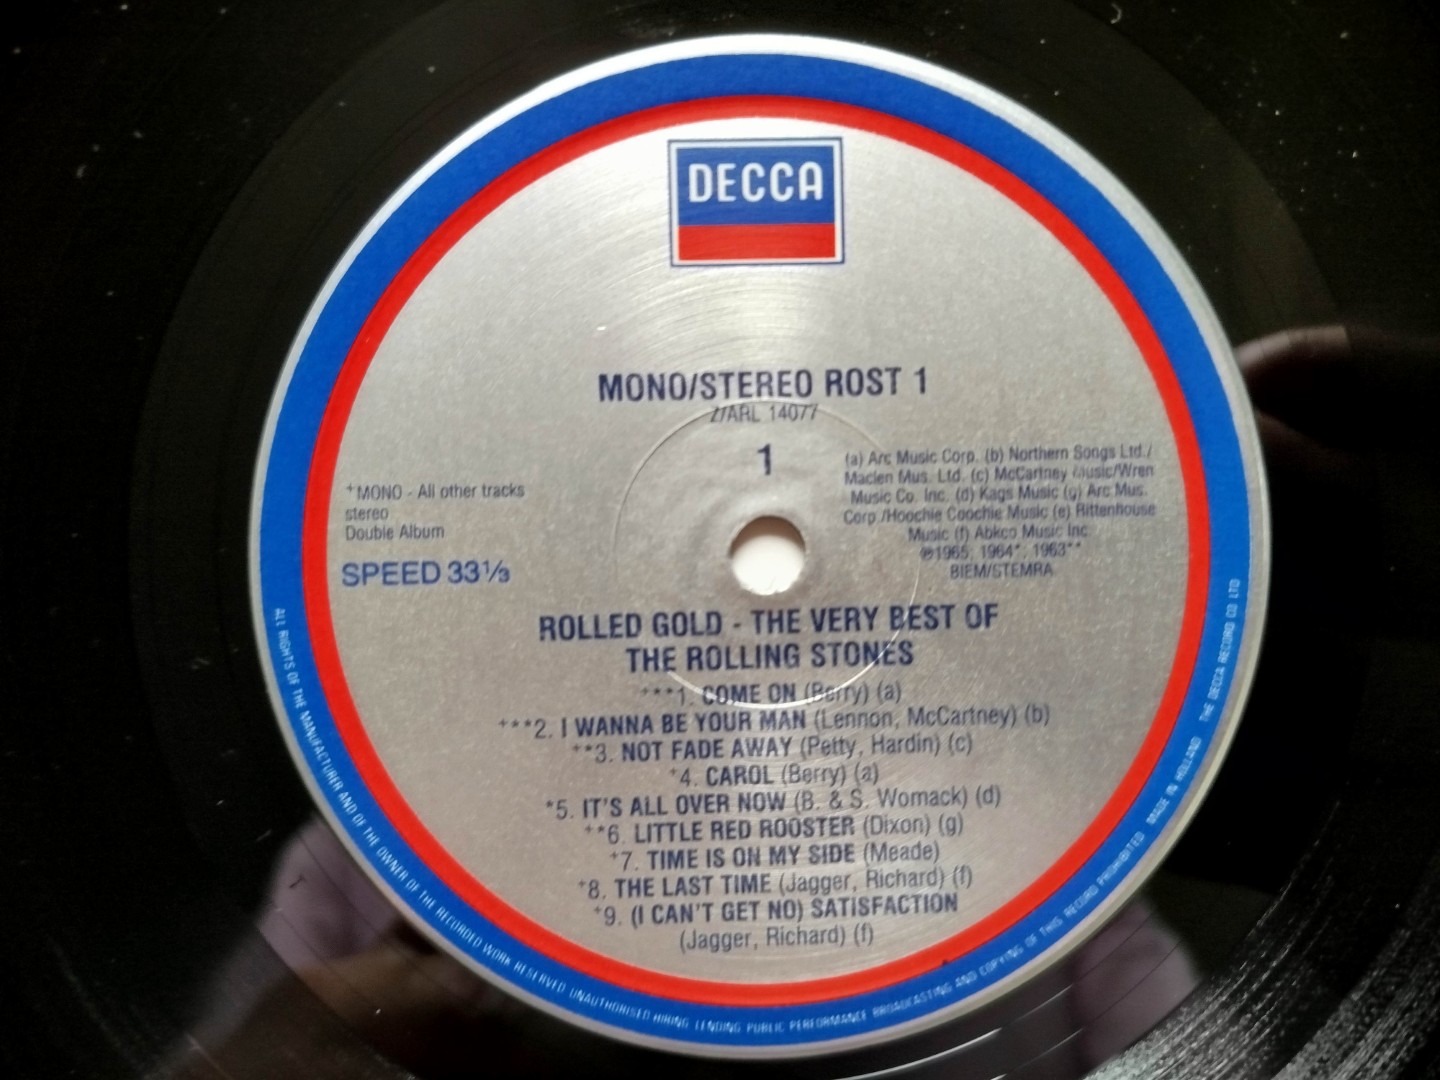 DECCA
MONO/STEREO ROST 1
Z/ARL 14077
1
+MONO - All other tracks
stereo
Double Album
SPEED 33⅓
(a) Arc Music Corp. (b) Northern Songs Ltd./
Maclen Mus. Ltd. (c) McCartney Music/Wren
Music Co. Inc. (d) Kags Music (g) Arc Mus.
Corp./Hoochie Coochie Music (e) Rittenhouse
Music (f) Abkco Music Inc.
℗1965, 1964*, 1963**
BIEM/STEMRA
ROLLED GOLD - THE VERY BEST OF
THE ROLLING STONES
+**1. COME ON (Berry) (a)
+**2. I WANNA BE YOUR MAN (Lennon, McCartney) (b)
+*3. NOT FADE AWAY (Petty, Hardin) (c)
*4. CAROL (Berry) (a)
*5. IT'S ALL OVER NOW (B. & S. Womack) (d)
+*6. LITTLE RED ROOSTER (Dixon) (g)
+7. TIME IS ON MY SIDE (Meade)
+8. THE LAST TIME (Jagger, Richard) (f)
+9. (I CAN'T GET NO) SATISFACTION
(Jagger, Richard) (f)
ALL RIGHTS OF THE MANUFACTURER AND OF THE OWNER OF THE RECORDED WORK RESERVED UNAUTHORISED HIRING LENDING PUBLIC PERFORMANCE BROADCASTING AND COPYING OF THIS RECORD PROHIBITED MADE IN HOLLAND THE DECCA RECORD CO LTD